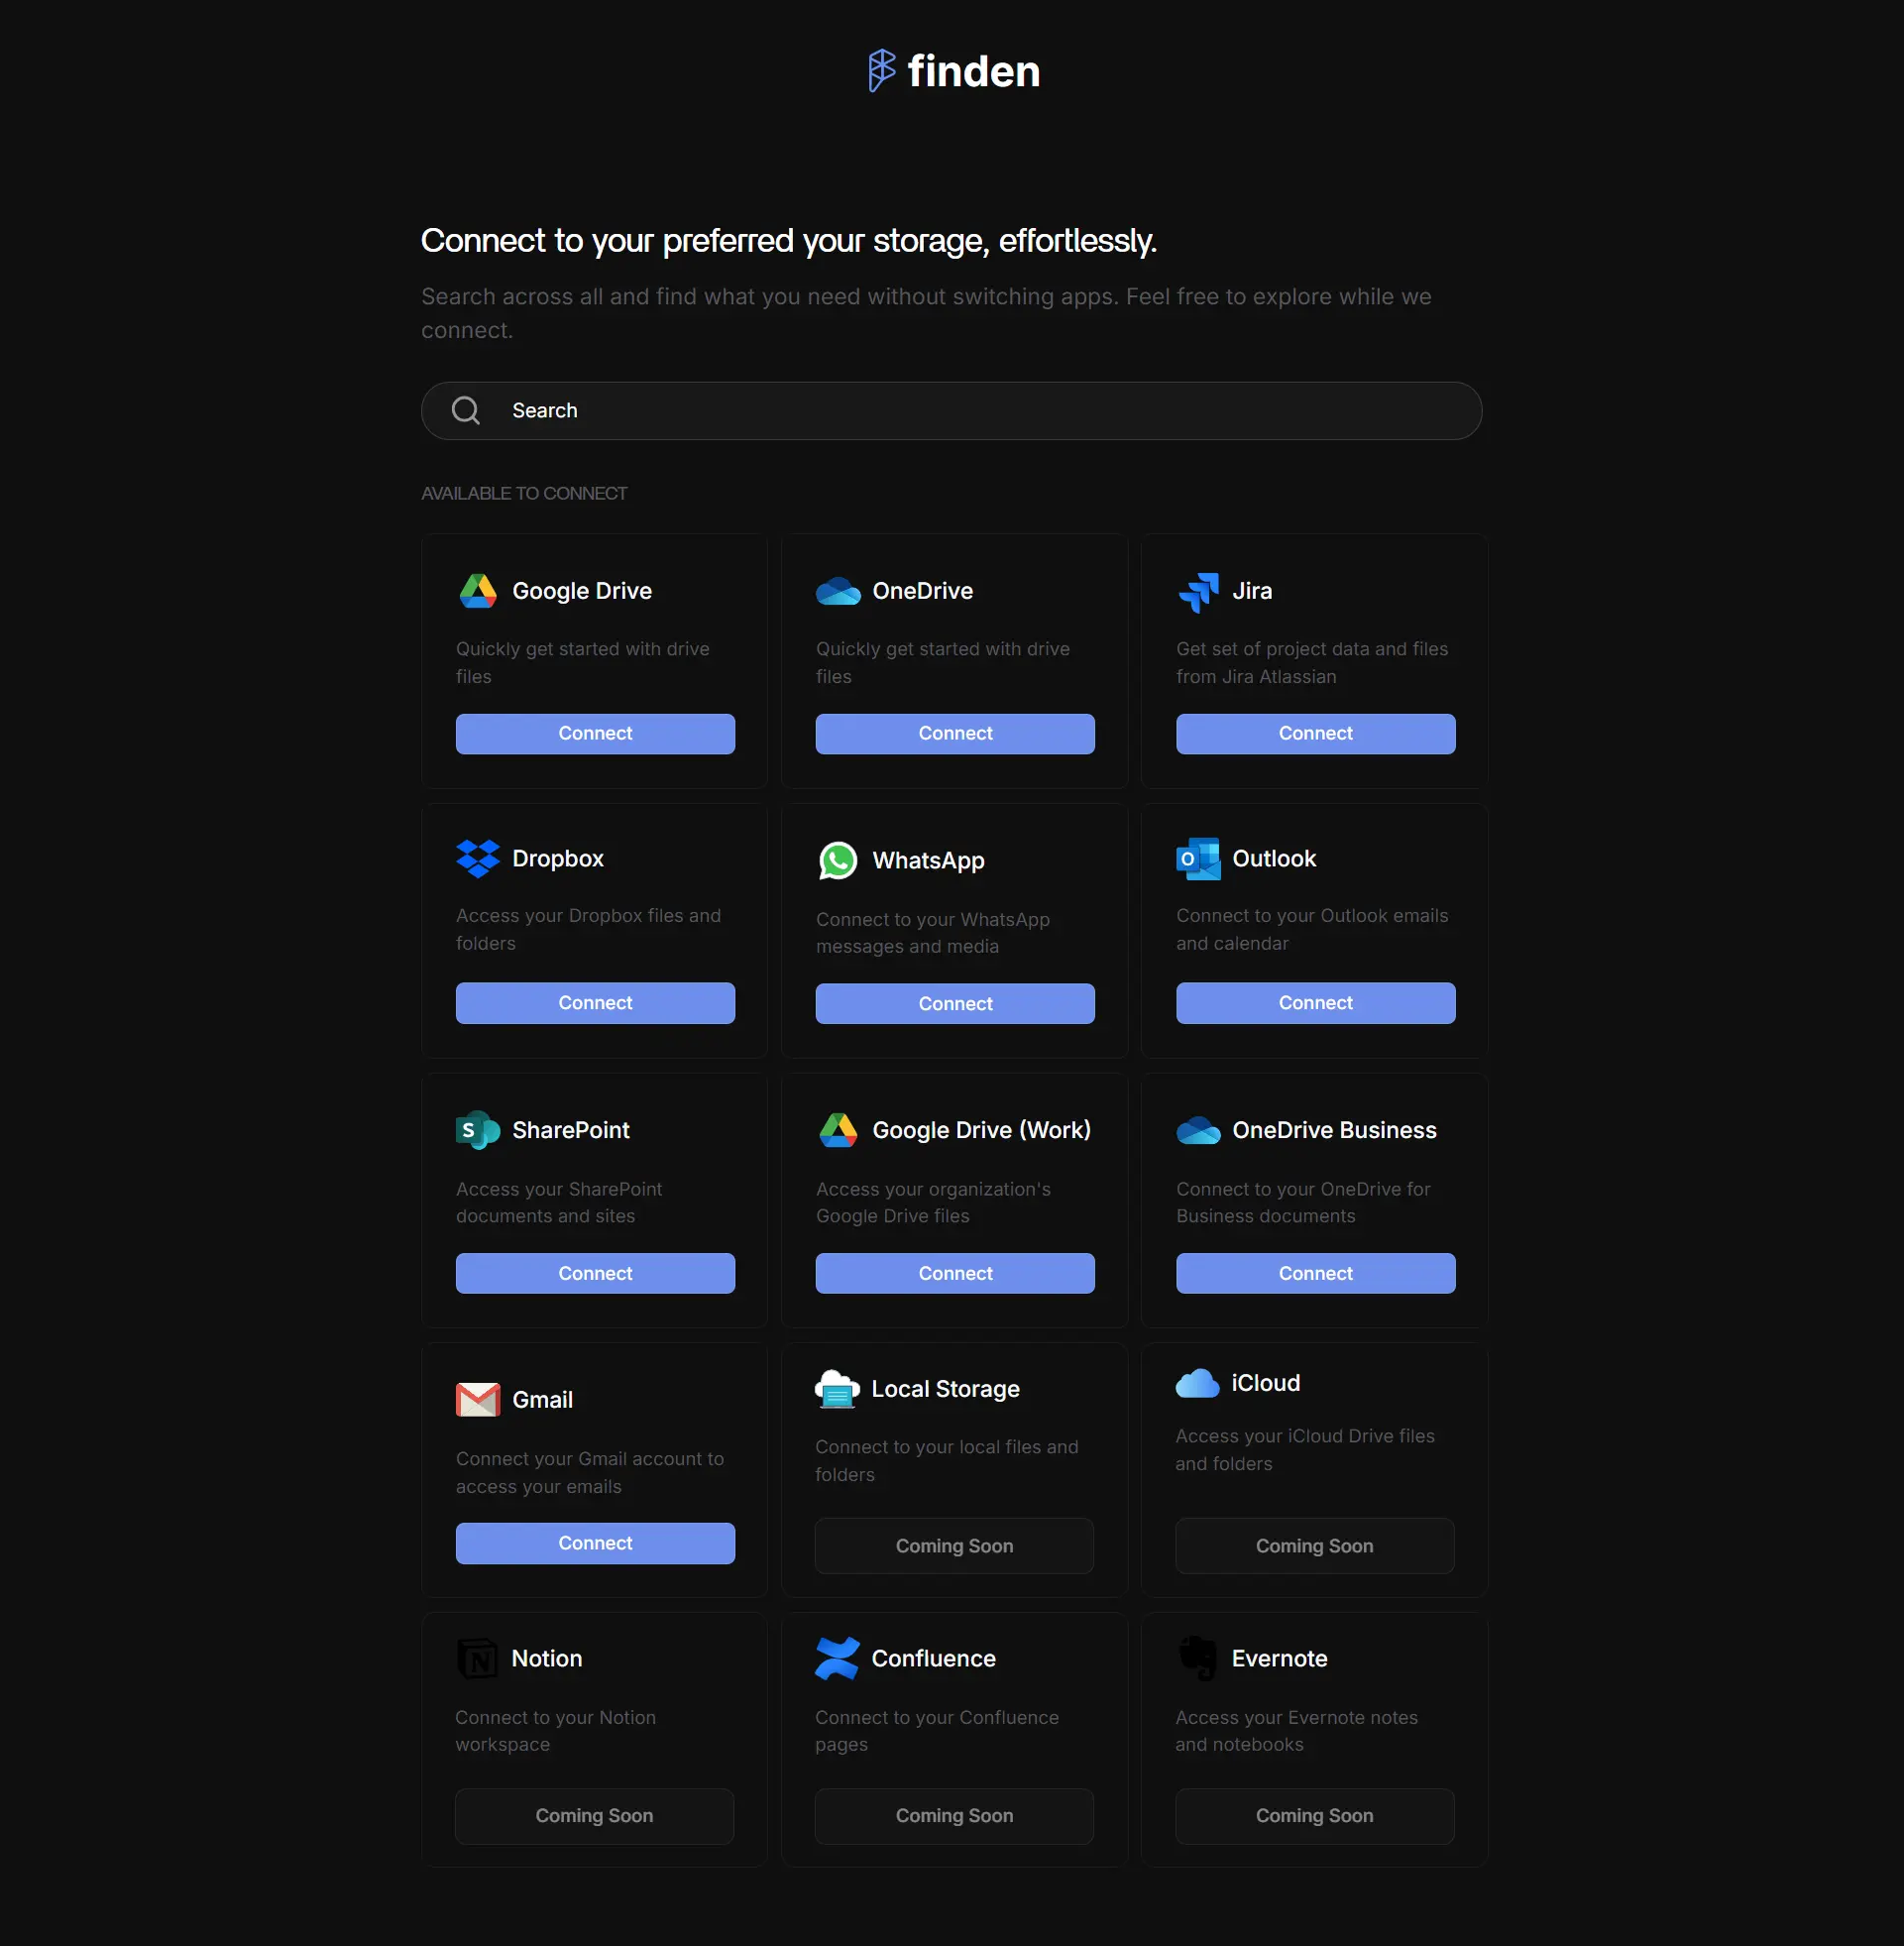 finden
Connect to your preferred your storage, effortlessly.
Search across all and find what you need without switching apps. Feel free to explore while we
connect.
Search
AVAILABLE TO CONNECT
Google Drive
Quickly get started with drive
files
Connect
OneDrive
Quickly get started with drive
files
Connect
Jira
Get set of project data and files
from Jira Atlassian
Connect
Dropbox
Access your Dropbox files and
folders
Connect
WhatsApp
Connect to your WhatsApp
messages and media
Connect
O
Outlook
Connect to your Outlook emails
and calendar
Connect
S
SharePoint
Access your SharePoint
documents and sites
Connect
Google Drive (Work)
Access your organization's
Google Drive files
Connect
OneDrive Business
Connect to your OneDrive for
Business documents
Connect
Gmail
Connect your Gmail account to
access your emails
Connect
Local Storage
Connect to your local files and
folders
Coming Soon
iCloud
Access your iCloud Drive files
and folders
Coming Soon
N
Notion
Connect to your Notion
workspace
Coming Soon
Confluence
Connect to your Confluence
pages
Coming Soon
Evernote
Access your Evernote notes
and notebooks
Coming Soon